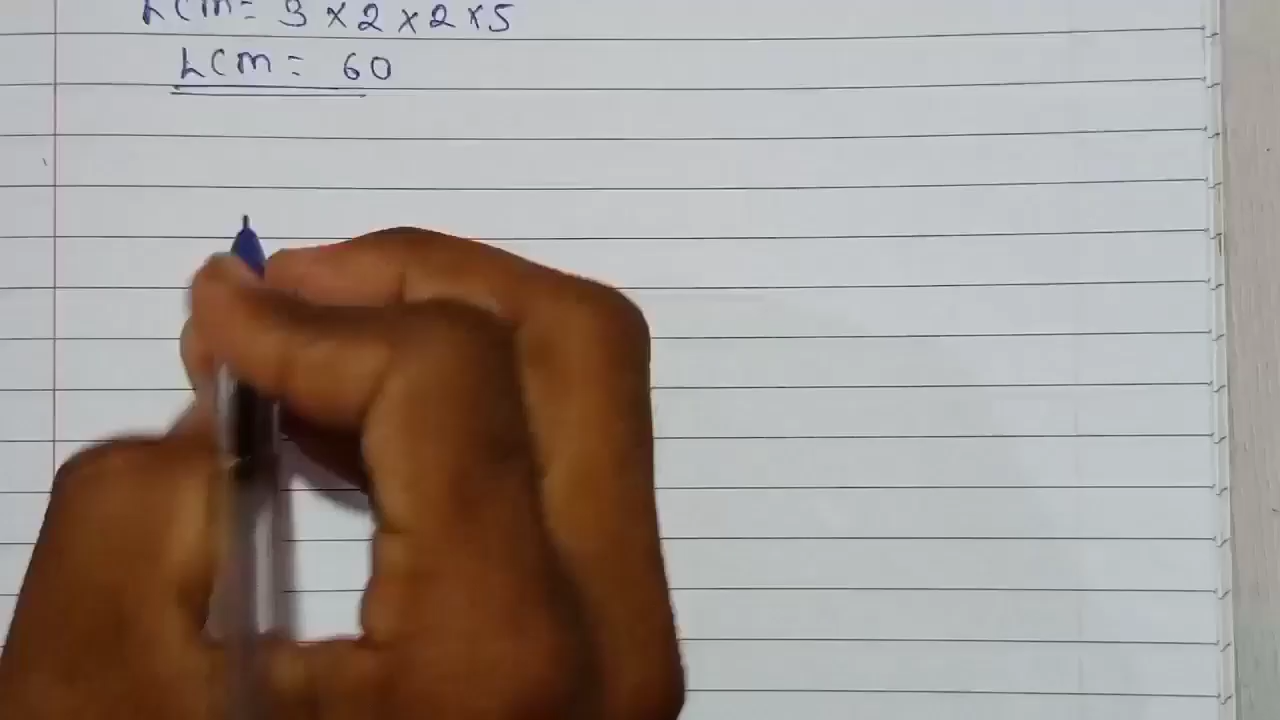 LCM = 3 × 2 × 2 × 5
LCM = 60